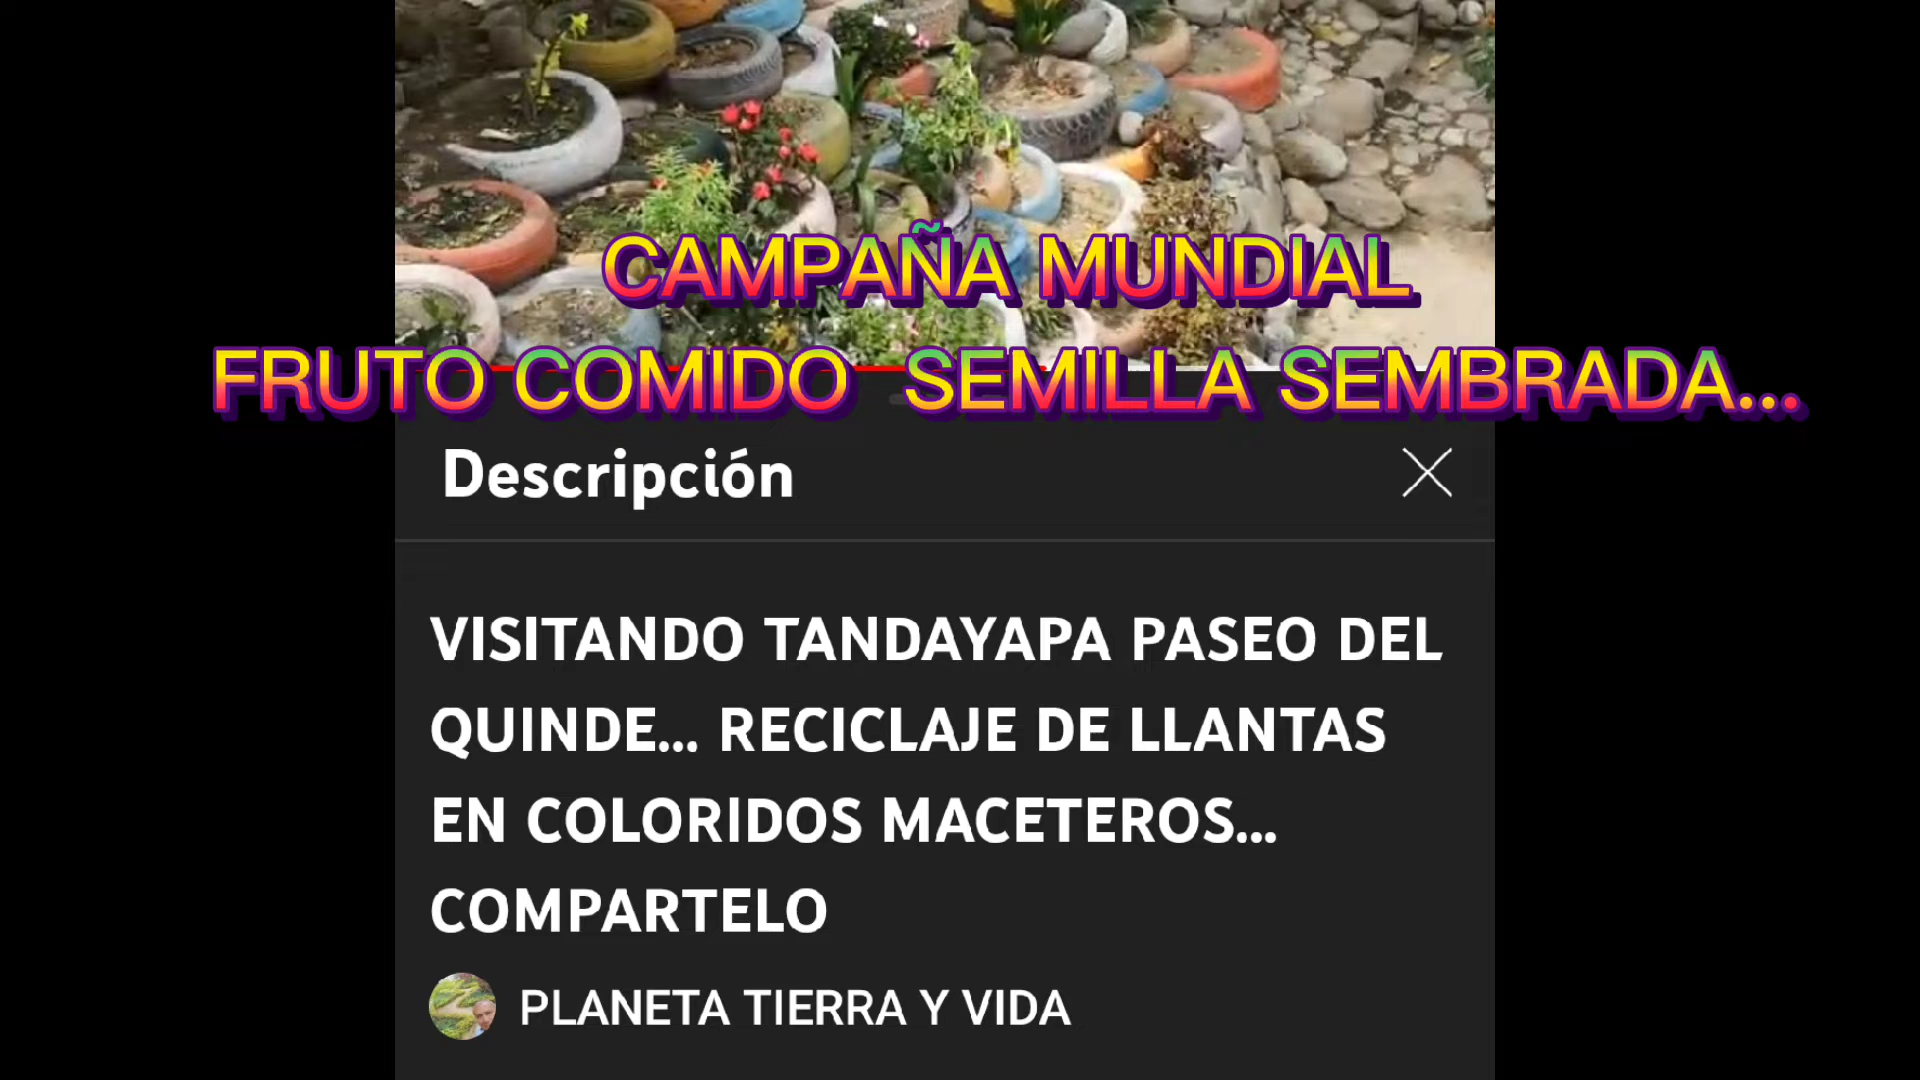 CAMPAÑA MUNDIAL
FRUTO COMIDO SEMILLA SEMBRADA...
Descripción
VISITANDO TANDAYAPA PASEO DEL
QUINDE... RECICLAJE DE LLANTAS
EN COLORIDOS MACETEROS...
COMPARTELO
PLANETA TIERRA Y VIDA